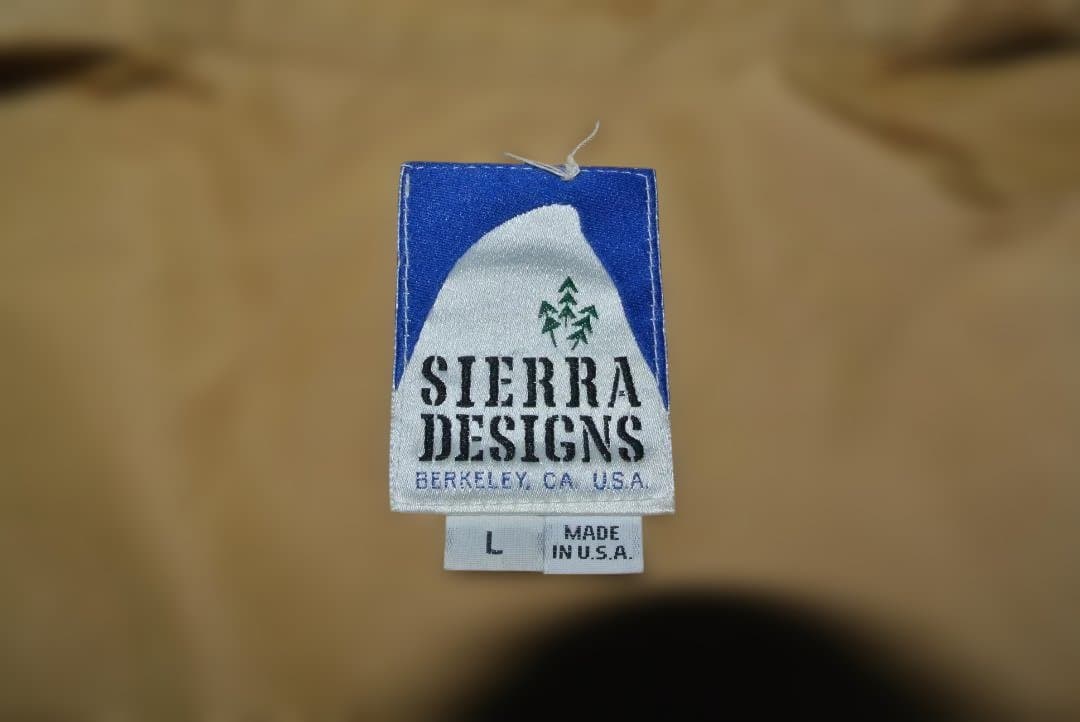 SIERRA
DESIGNS
BERKELEY, CA. U.S.A.
L
MADE
IN U.S.A.